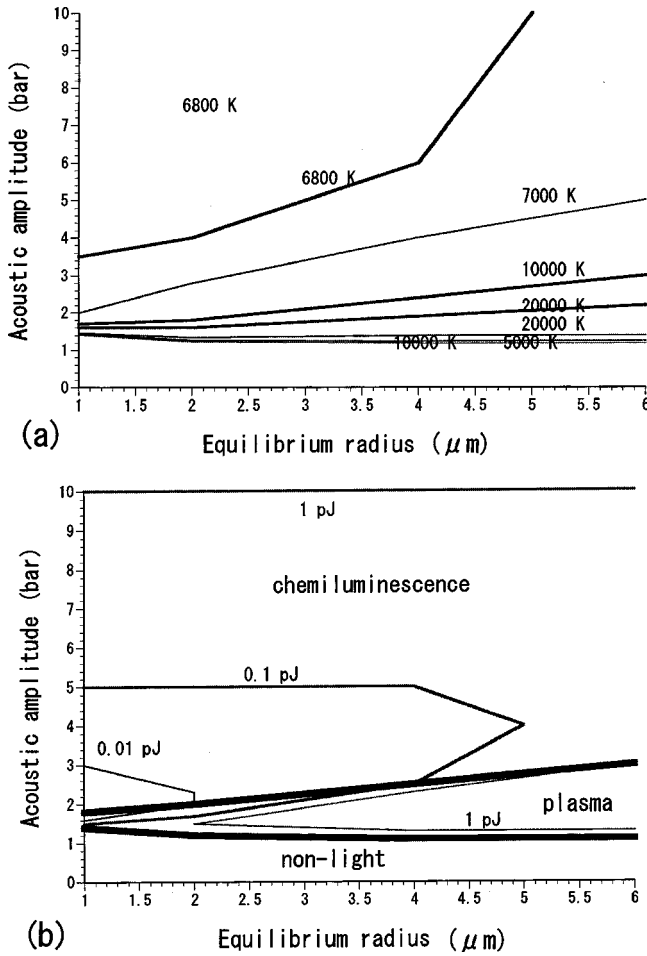 10
9
8
7
6
5
4
3
2
1
0
Acoustic amplitude (bar)
6800 K
6800 K
7000 K
10000 K
20000 K
20000 K
10000 K
5000 K
1
1.5
2
2.5
3
3.5
4
4.5
5
5.5
6
(a)
Equilibrium radius (μm)
10
9
8
7
6
5
4
3
2
1
0
Acoustic amplitude (bar)
1 pJ
chemiluminescence
0.1 pJ
0.01 pJ
plasma
1 pJ
non-light
1
1.5
2
2.5
3
3.5
4
4.5
5
5.5
6
(b)
Equilibrium radius (μm)